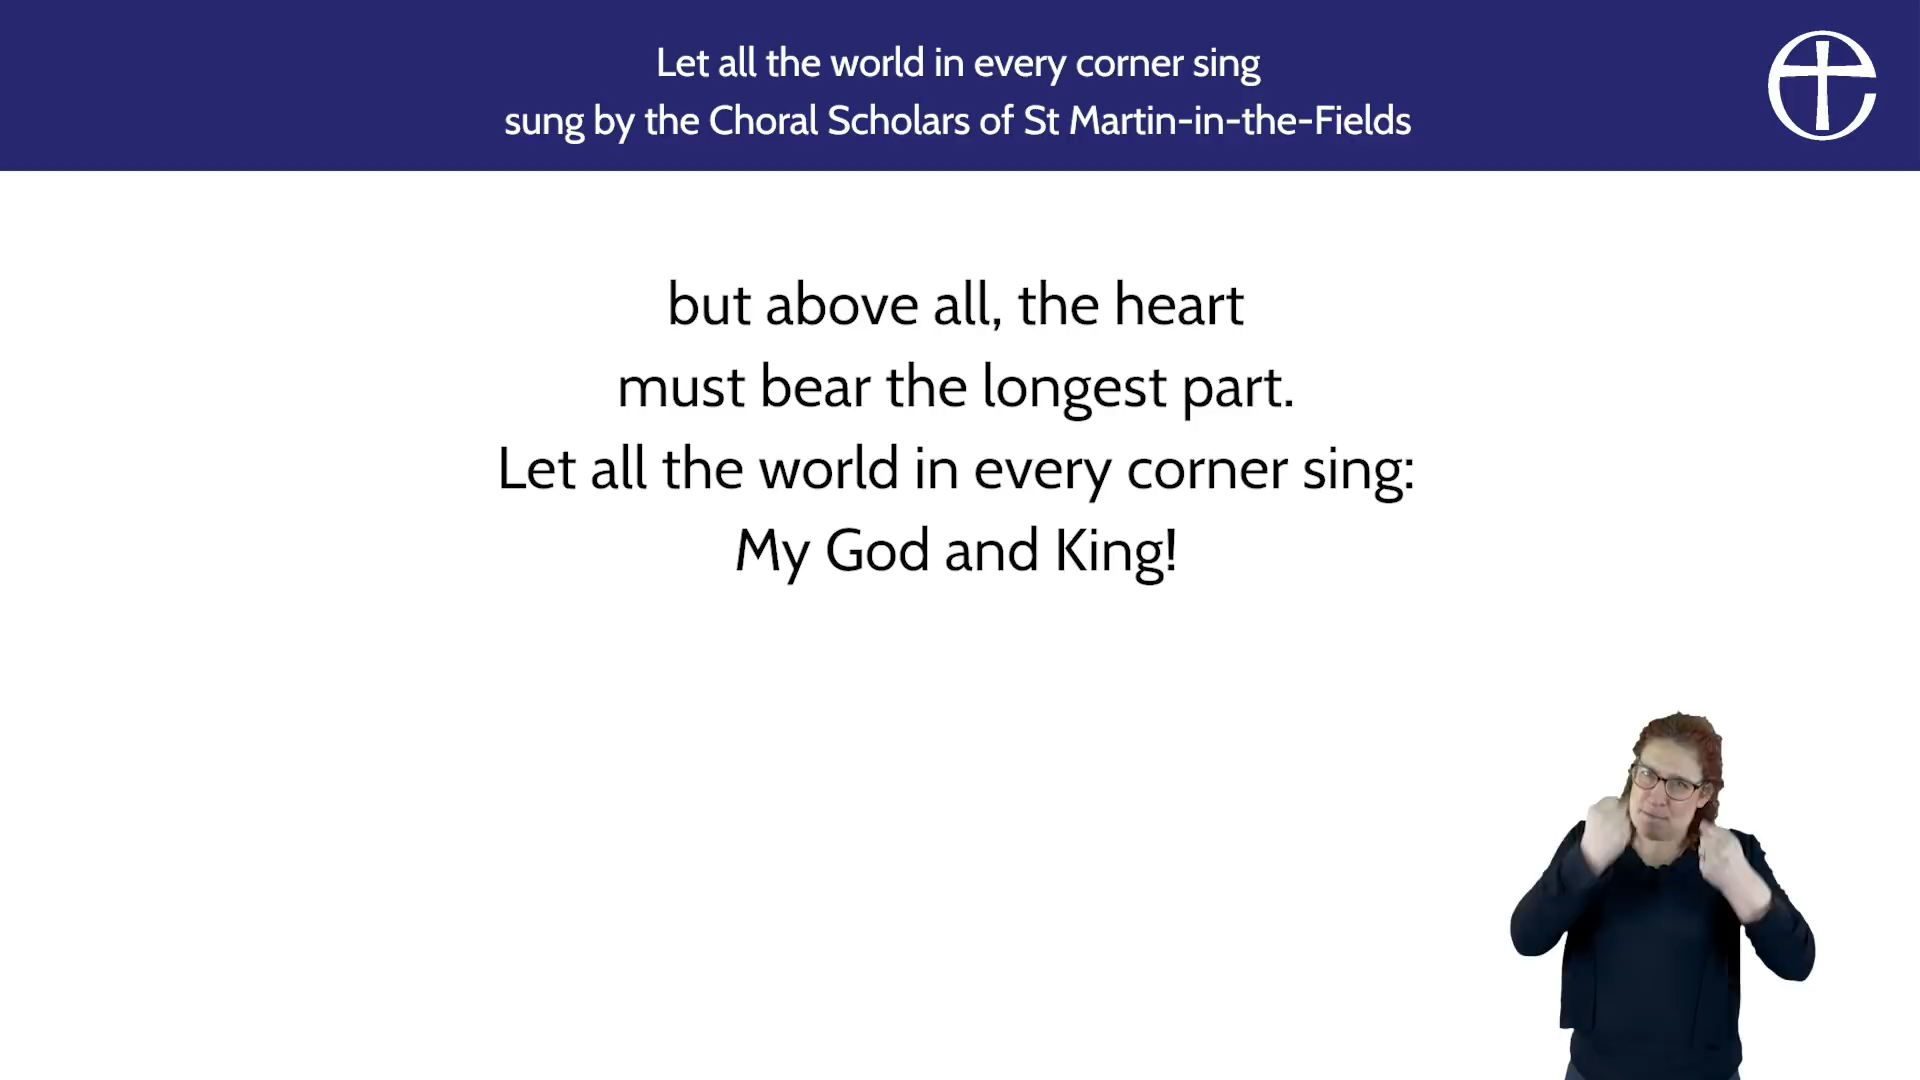 Let all the world in every corner sing
sung by the Choral Scholars of St Martin-in-the-Fields
but above all, the heart
must bear the longest part.
Let all the world in every corner sing:
My God and King!